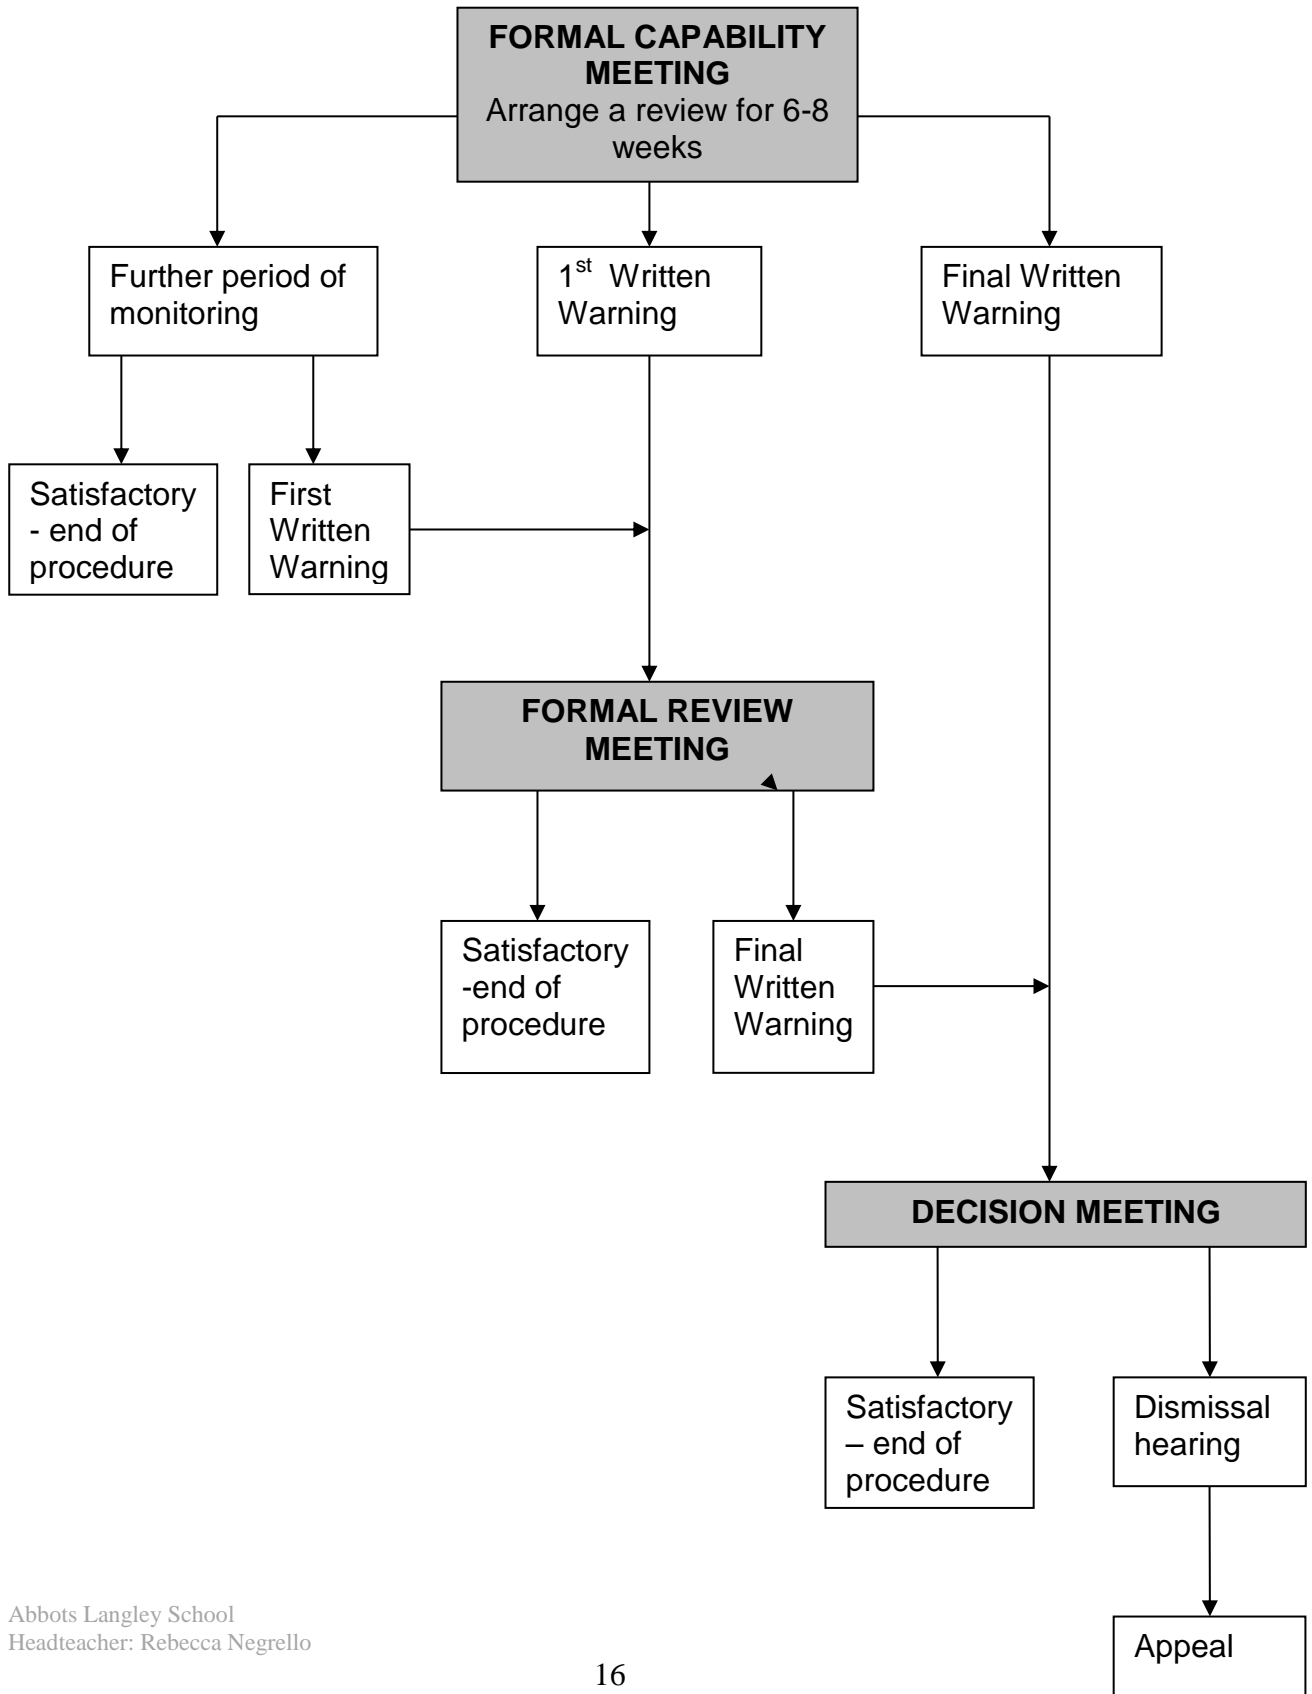 FORMAL CAPABILITY
MEETING
Arrange a review for 6-8
weeks
Further period of
monitoring
1st Written
Warning
Final Written
Warning
Satisfactory
- end of
procedure
First
Written
Warning
FORMAL REVIEW
MEETING
Satisfactory
-end of
procedure
Final
Written
Warning
DECISION MEETING
Satisfactory
– end of
procedure
Dismissal
hearing
Appeal
Abbots Langley School
Headteacher: Rebecca Negrello
16